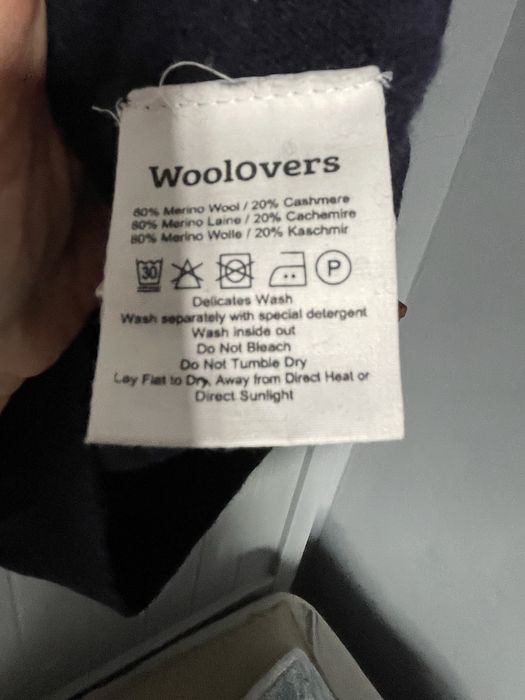 WoolOvers
80% Merino Wool / 20% Cashmere
80% Merino Laine / 20% Cachemire
80% Merino Wolle / 20% Kaschmir
30 P
Delicates Wash
Wash separately with special detergent
Wash inside out
Do Not Bleach
Do Not Tumble Dry
Lay Flat to Dry, Away from Direct Heat or
Direct Sunlight